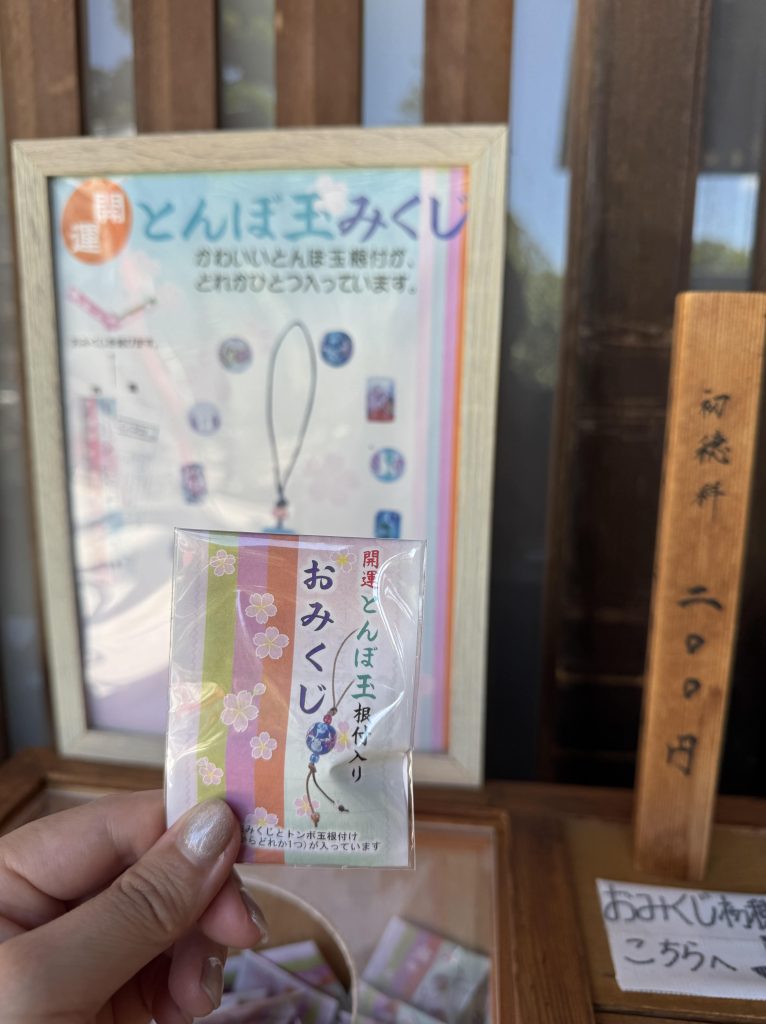 開運
とんぼ玉みくじ
かわいいとんぼ玉根付が、
どれかひとつ入っています。
開運とんぼ玉根付入り
おみくじ
みくじとトンボ玉根付け
らどれか1つ)が入っています
初穂料 二〇〇円
おみくじ初穂
こちらへ